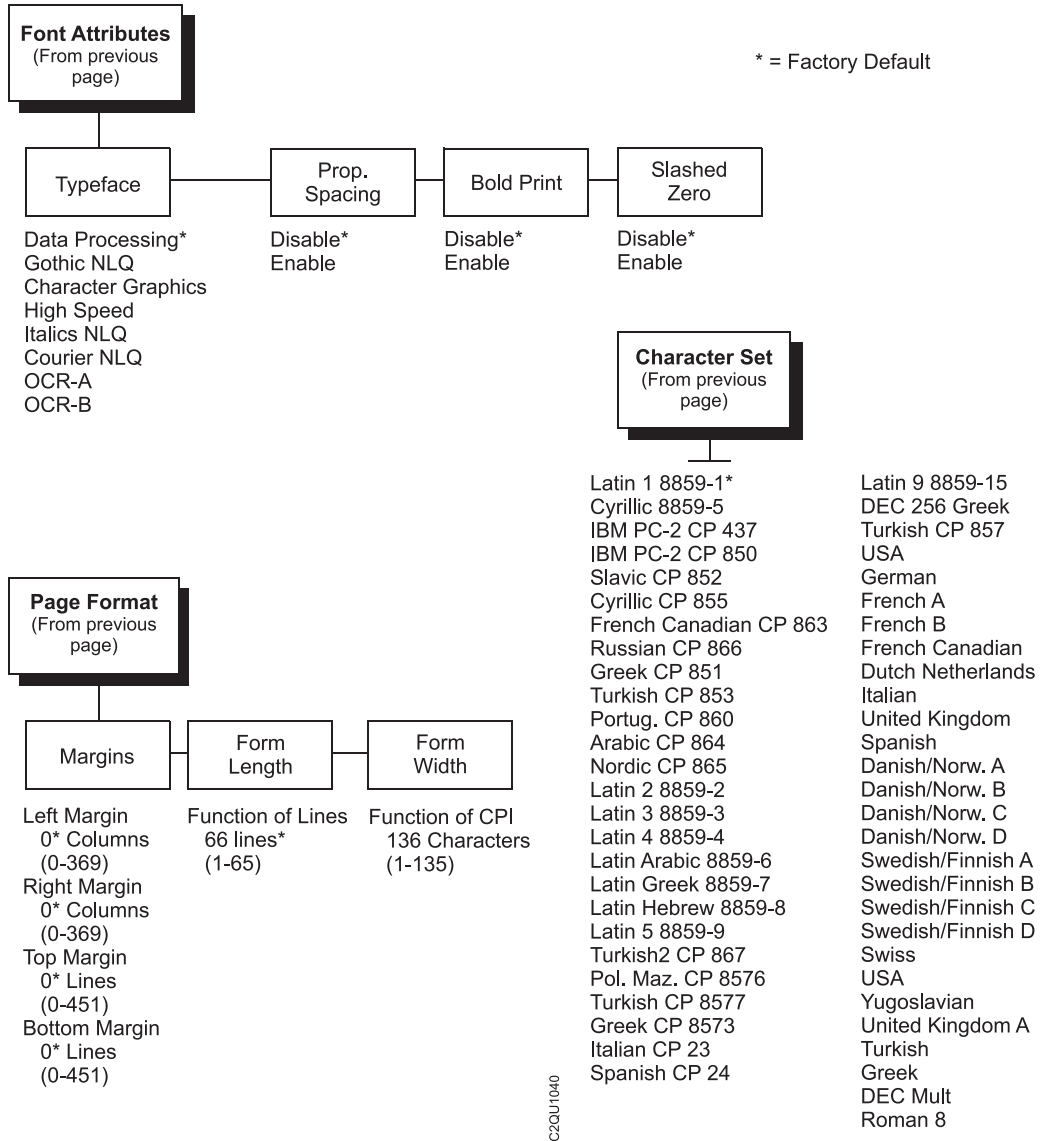 Font Attributes
(From previous
page)
* = Factory Default
Typeface
Prop.
Spacing
Bold Print
Slashed
Zero
Data Processing*
Gothic NLQ
Character Graphics
High Speed
Italics NLQ
Courier NLQ
OCR-A
OCR-B
Disable*
Enable
Disable*
Enable
Disable*
Enable
Character Set
(From previous
page)
Latin 1 8859-1*
Cyrillic 8859-5
IBM PC-2 CP 437
IBM PC-2 CP 850
Slavic CP 852
Cyrillic CP 855
French Canadian CP 863
Russian CP 866
Greek CP 851
Turkish CP 853
Portug. CP 860
Arabic CP 864
Nordic CP 865
Latin 2 8859-2
Latin 3 8859-3
Latin 4 8859-4
Latin Arabic 8859-6
Latin Greek 8859-7
Latin Hebrew 8859-8
Latin 5 8859-9
Turkish2 CP 867
Pol. Maz. CP 8576
Turkish CP 8577
Greek CP 8573
Italian CP 23
Spanish CP 24
Latin 9 8859-15
DEC 256 Greek
Turkish CP 857
USA
German
French A
French B
French Canadian
Dutch Netherlands
Italian
United Kingdom
Spanish
Danish/Norw. A
Danish/Norw. B
Danish/Norw. C
Danish/Norw. D
Swedish/Finnish A
Swedish/Finnish B
Swedish/Finnish C
Swedish/Finnish D
Swiss
USA
Yugoslavian
United Kingdom A
Turkish
Greek
DEC Mult
Roman 8
Page Format
(From previous
page)
Margins
Form
Length
Form
Width
Left Margin
0* Columns
(0-369)
Right Margin
0* Columns
(0-369)
Top Margin
0* Lines
(0-451)
Bottom Margin
0* Lines
(0-451)
Function of Lines
66 lines*
(1-65)
Function of CPI
136 Characters
(1-135)
C2QU1040